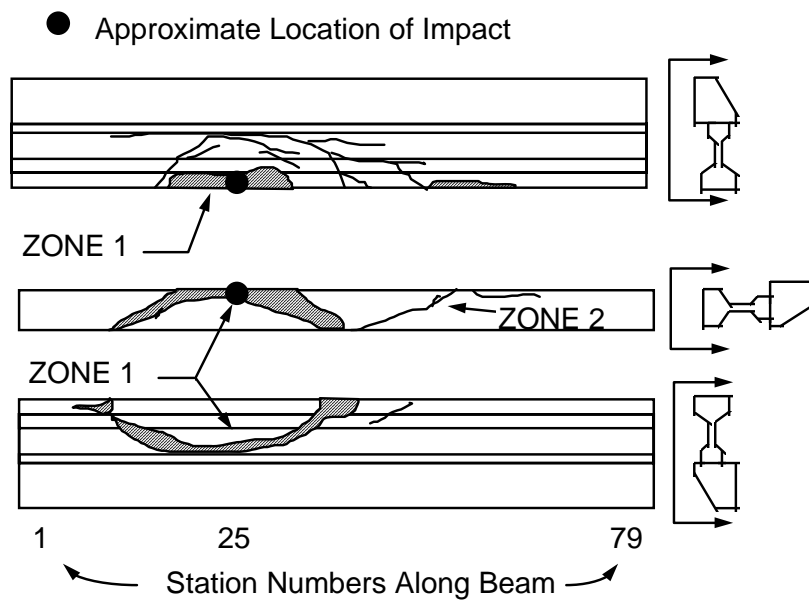 Approximate Location of Impact
ZONE 1
ZONE 2
ZONE 1
1 25 79
Station Numbers Along Beam